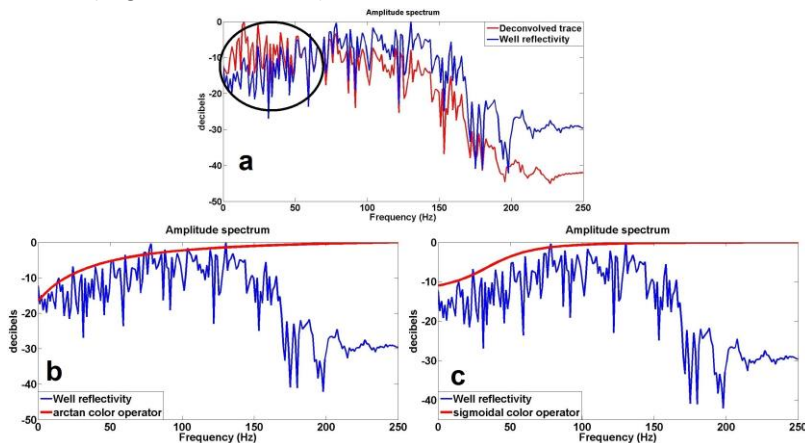 Amplitude spectrum
0
-10
-20
-30
-40
-50
decibels
Deconvolved trace
Well reflectivity
a
0 50 100 150 200 250
Frequency (Hz)
Amplitude spectrum
0
-10
-20
-30
-40
-50
decibels
b
Well reflectivity
arctan color operator
0 50 100 150 200 250
Frequency (Hz)
Amplitude spectrum
0
-10
-20
-30
-40
decibels
c
Well reflectivity
sigmoidal color operator
0 50 100 150 200 250
Frequency (Hz)